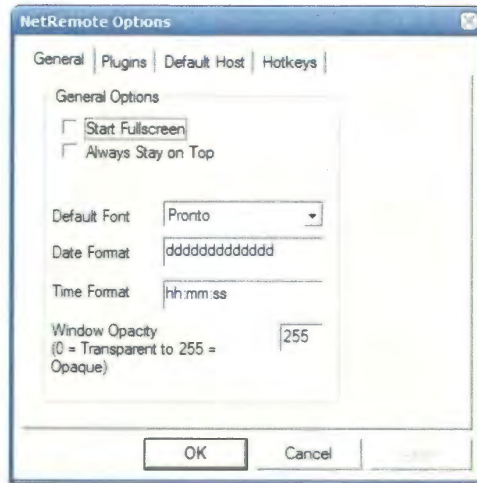 NetRemote Options
General Plugins Default Host Hotkeys
General Options
Start Fullscreen
Always Stay on Top
Default Font Pronto
Date Format ddddddddddddd
Time Format hh:mm:ss
Window Opacity 255
(0 = Transparent to 255 =
Opaque)
OK Cancel